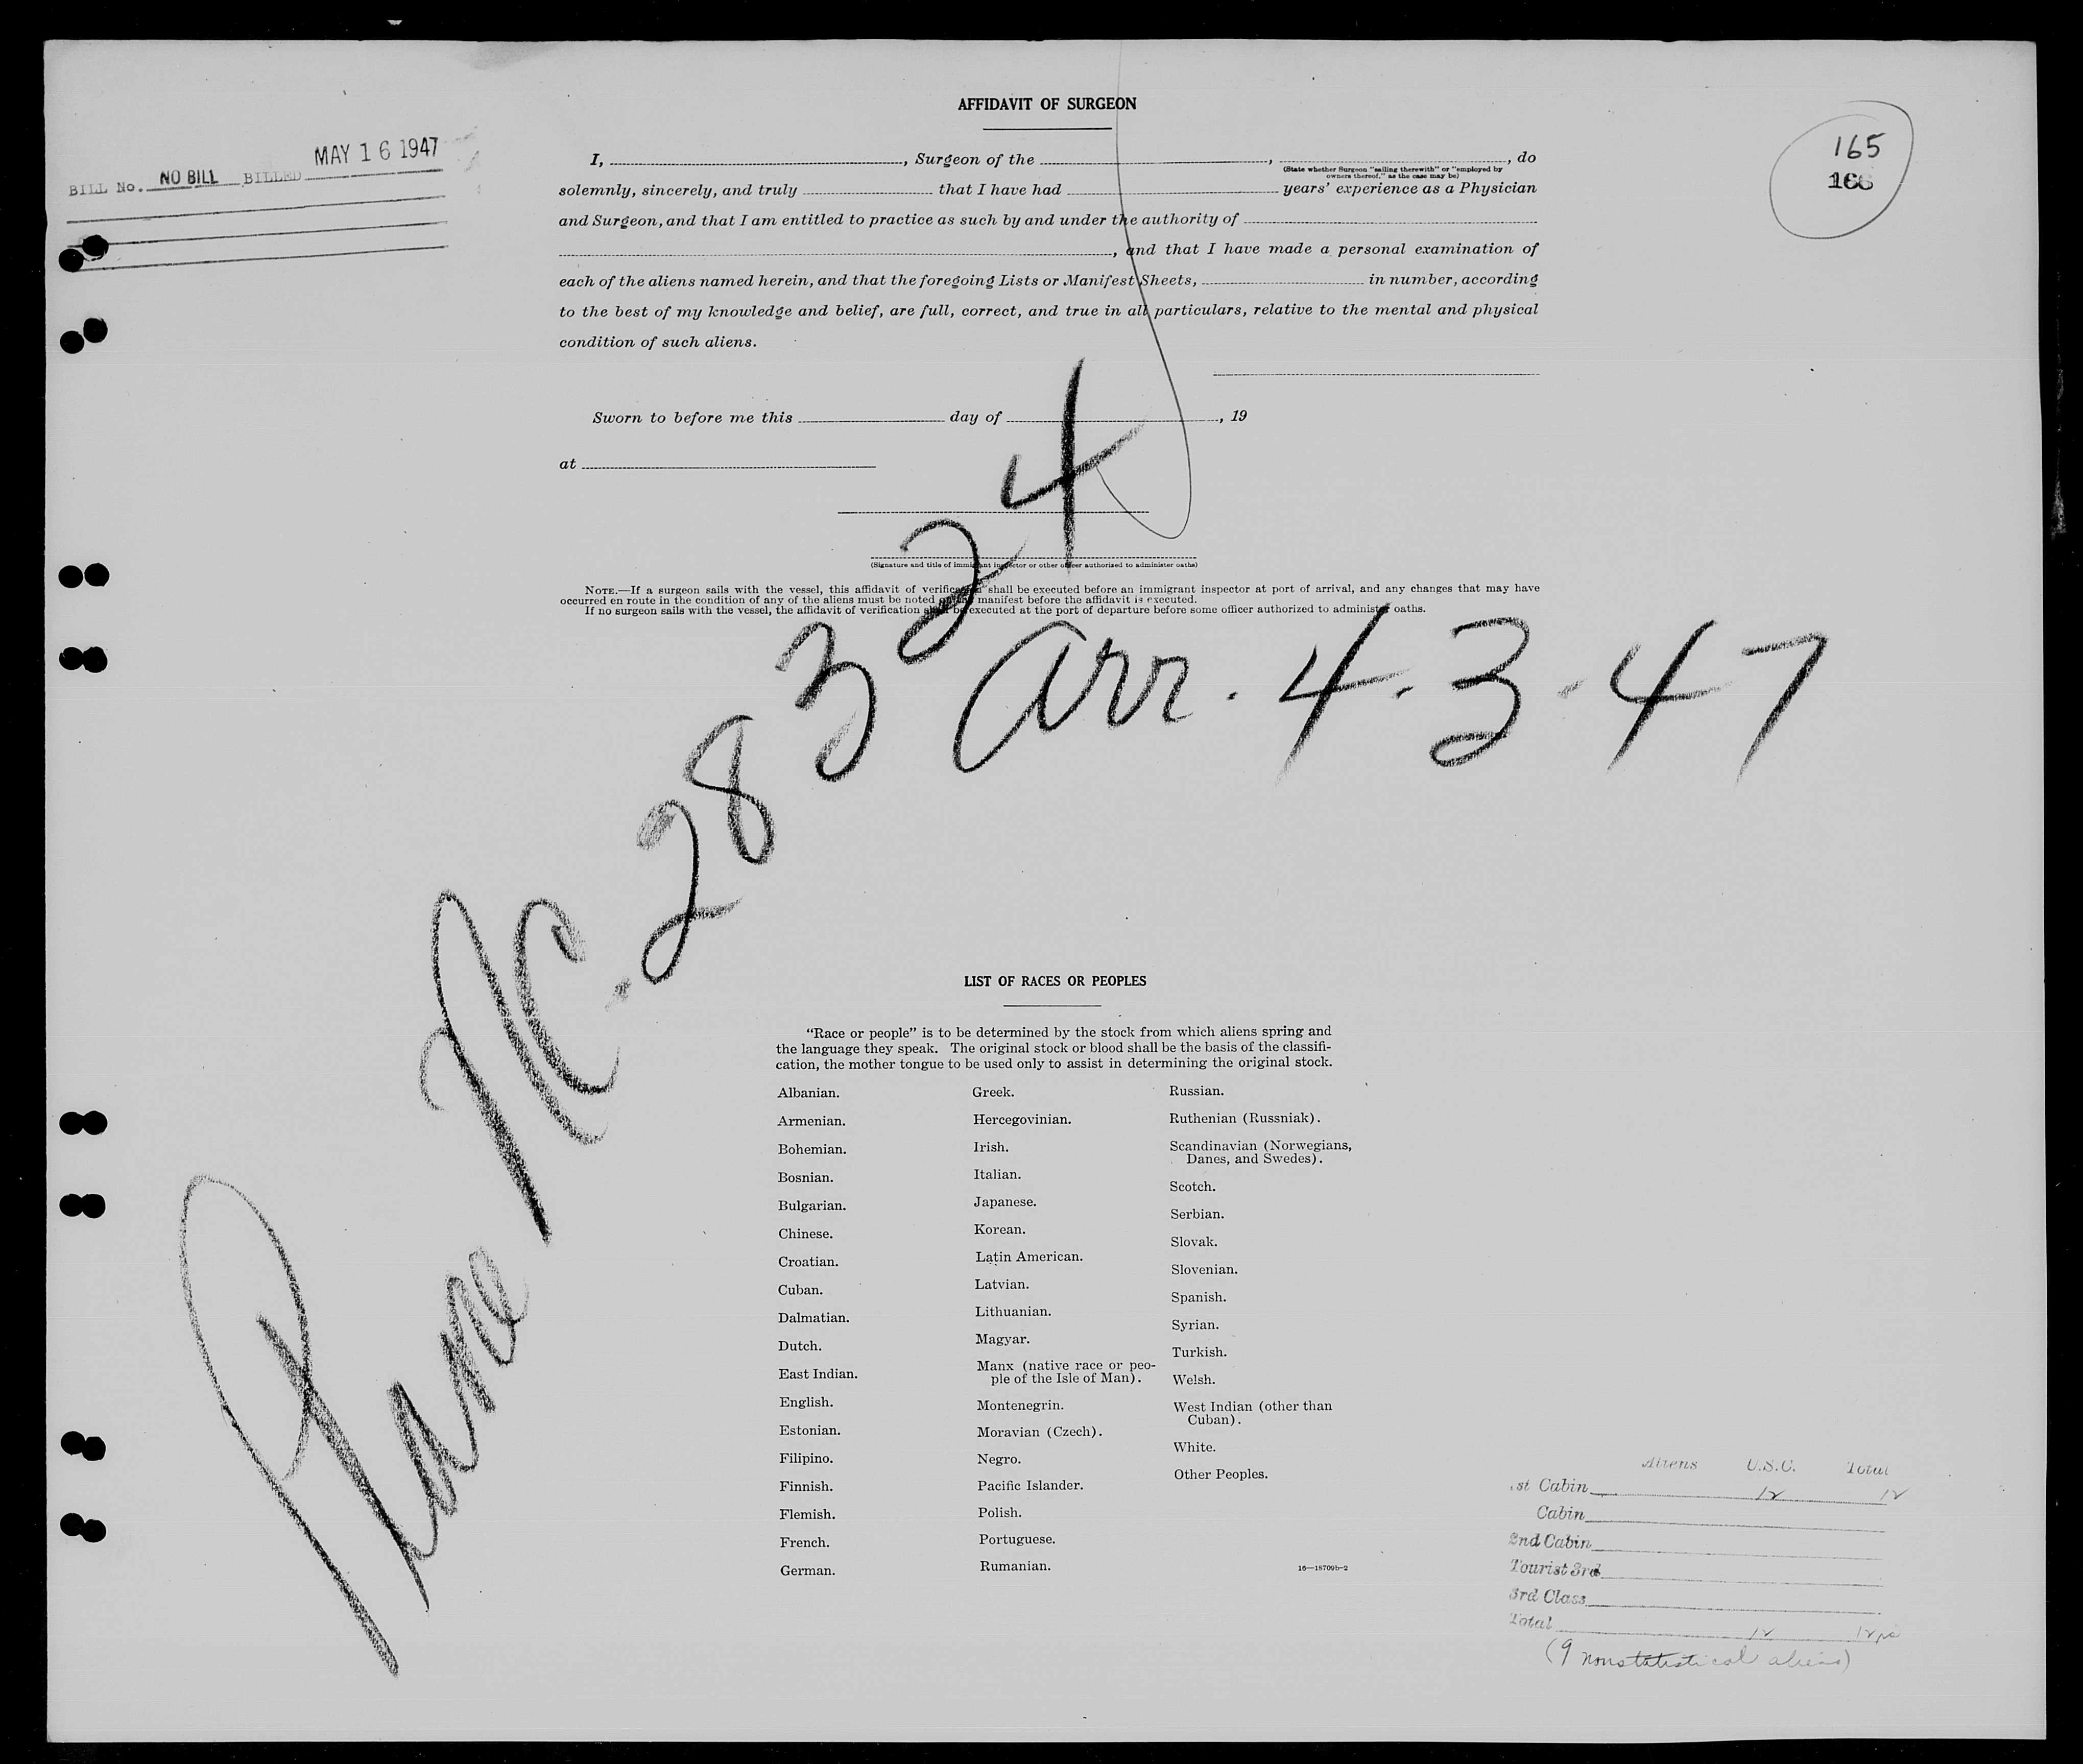 AFFIDAVIT OF SURGEON
MAY 16 1947
BILL No. NO BILL BILLED
165
166
I, , Surgeon of the , , do
(State whether Surgeon "sailing therewith" or "employed by
owners thereof," as the case may be)
solemnly, sincerely, and truly that I have had years' experience as a Physician
and Surgeon, and that I am entitled to practice as such by and under the authority of
, and that I have made a personal examination of
each of the aliens named herein, and that the foregoing Lists or Manifest Sheets, in number, according
to the best of my knowledge and belief, are full, correct, and true in all particulars, relative to the mental and physical
condition of such aliens.
Sworn to before me this day of , 19
at
(Signature and title of immigrant inspector or other officer authorized to administer oaths)
NOTE.—If a surgeon sails with the vessel, this affidavit of verification shall be executed before an immigrant inspector at port of arrival, and any changes that may have
occurred en route in the condition of any of the aliens must be noted on the manifest before the affidavit is executed.
If no surgeon sails with the vessel, the affidavit of verification shall be executed at the port of departure before some officer authorized to administer oaths.
Plane NC-28324
arr. 4.3.47
LIST OF RACES OR PEOPLES
"Race or people" is to be determined by the stock from which aliens spring and
the language they speak. The original stock or blood shall be the basis of the classifi-
cation, the mother tongue to be used only to assist in determining the original stock.
Albanian.
Armenian.
Bohemian.
Bosnian.
Bulgarian.
Chinese.
Croatian.
Cuban.
Dalmatian.
Dutch.
East Indian.
English.
Estonian.
Filipino.
Finnish.
Flemish.
French.
German.
Greek.
Hercegovinian.
Irish.
Italian.
Japanese.
Korean.
Latin American.
Latvian.
Lithuanian.
Magyar.
Manx (native race or peo-
ple of the Isle of Man).
Montenegrin.
Moravian (Czech).
Negro.
Pacific Islander.
Polish.
Portuguese.
Rumanian.
Russian.
Ruthenian (Russniak).
Scandinavian (Norwegians,
Danes, and Swedes).
Scotch.
Serbian.
Slovak.
Slovenian.
Spanish.
Syrian.
Turkish.
Welsh.
West Indian (other than
Cuban).
White.
Other Peoples.
16—18709b-2
Aliens U.S.C. Total
1st Cabin 12 12
Cabin
2nd Cabin
Tourist 3rd
3rd Class
Total 12 12
(9 nonstatistical aliens)